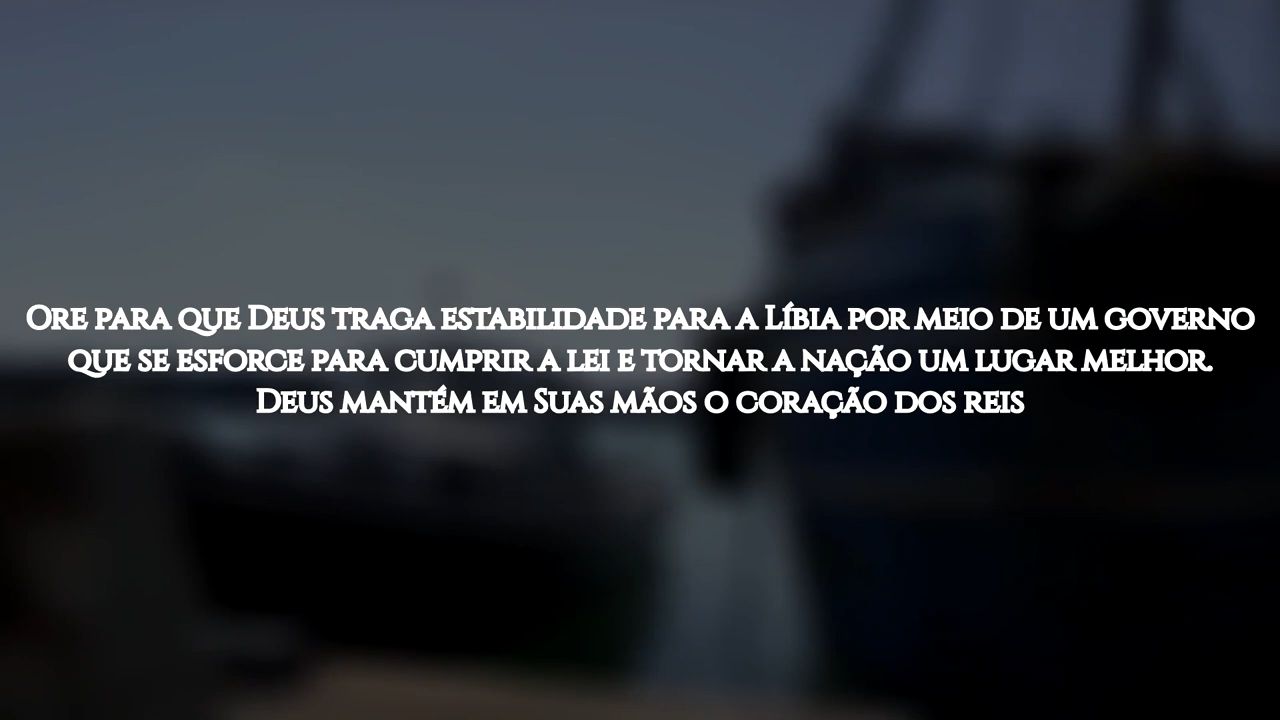 Ore para que Deus traga estabilidade para a Líbia por meio de um governo
que se esforce para cumprir a lei e tornar a nação um lugar melhor.
Deus mantém em Suas mãos o coração dos reis